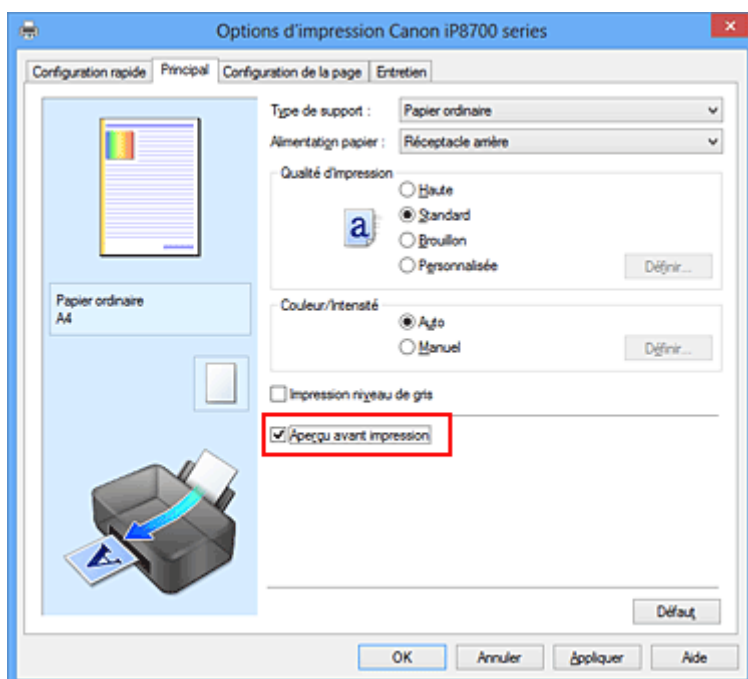 Options d'impression Canon iP8700 series
Configuration rapide Principal Configuration de la page Entretien
Type de support : Papier ordinaire
Alimentation papier : Réceptacle arrière
Qualité d'impression
Haute
a Standard
Brouillon
Personnalisée Définir...
Papier ordinaire
A4
Couleur/Intensité
Auto
Manuel Définir...
Impression niveau de gris
Aperçu avant impression
A
Défaut
OK Annuler Appliquer Aide